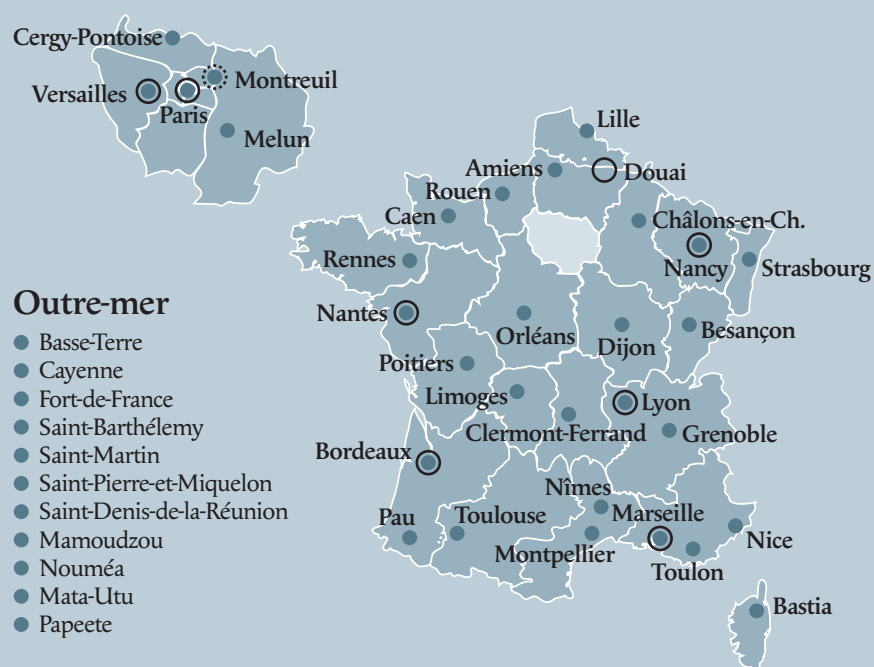 Cergy-Pontoise
Montreuil
Versailles
Paris
Melun
Lille
Amiens
Douai
Rouen
Caen
Châlons-en-Ch.
Rennes
Nancy
Strasbourg
Outre-mer
Nantes
Orléans
Besançon
Dijon
Basse-Terre
Poitiers
Cayenne
Limoges
Lyon
Fort-de-France
Clermont-Ferrand
Grenoble
Saint-Barthélemy
Bordeaux
Saint-Martin
Saint-Pierre-et-Miquelon
Nîmes
Saint-Denis-de-la-Réunion
Pau
Toulouse
Marseille
Mamoudzou
Montpellier
Nice
Nouméa
Toulon
Mata-Utu
Bastia
Papeete